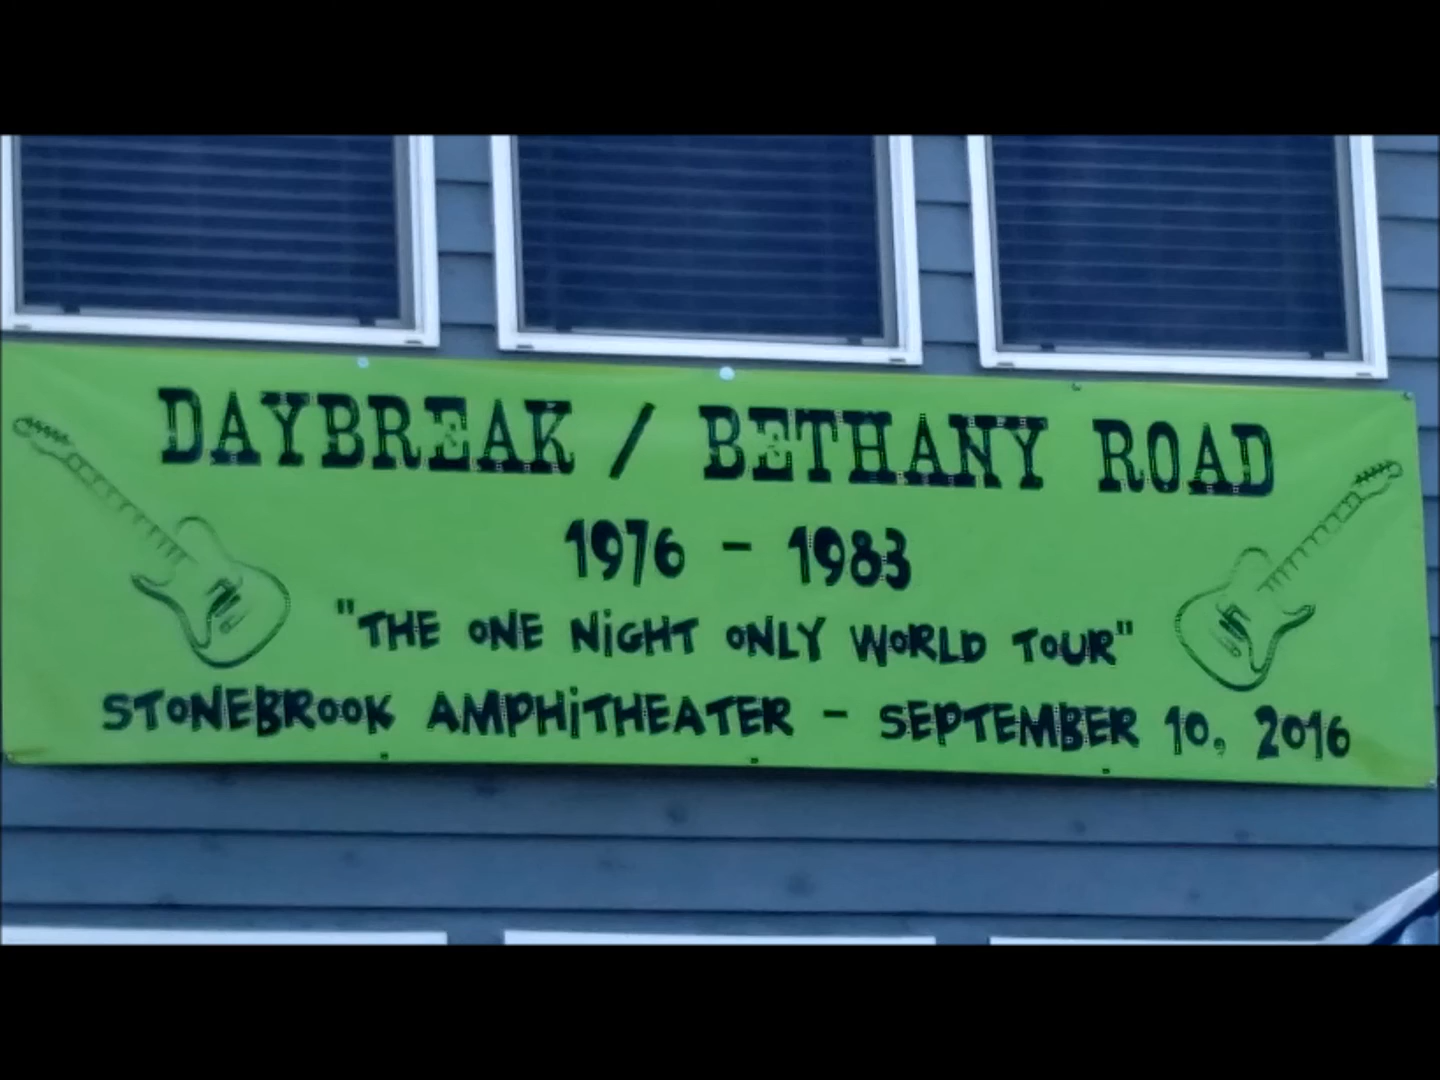 DAYBREAK / BETHANY ROAD
1976 - 1983
"THE ONE NiGHT ONLY WORLD TOUR"
STONEBROOK AMPHiTHEATER - SEPTEMBER 10, 2016